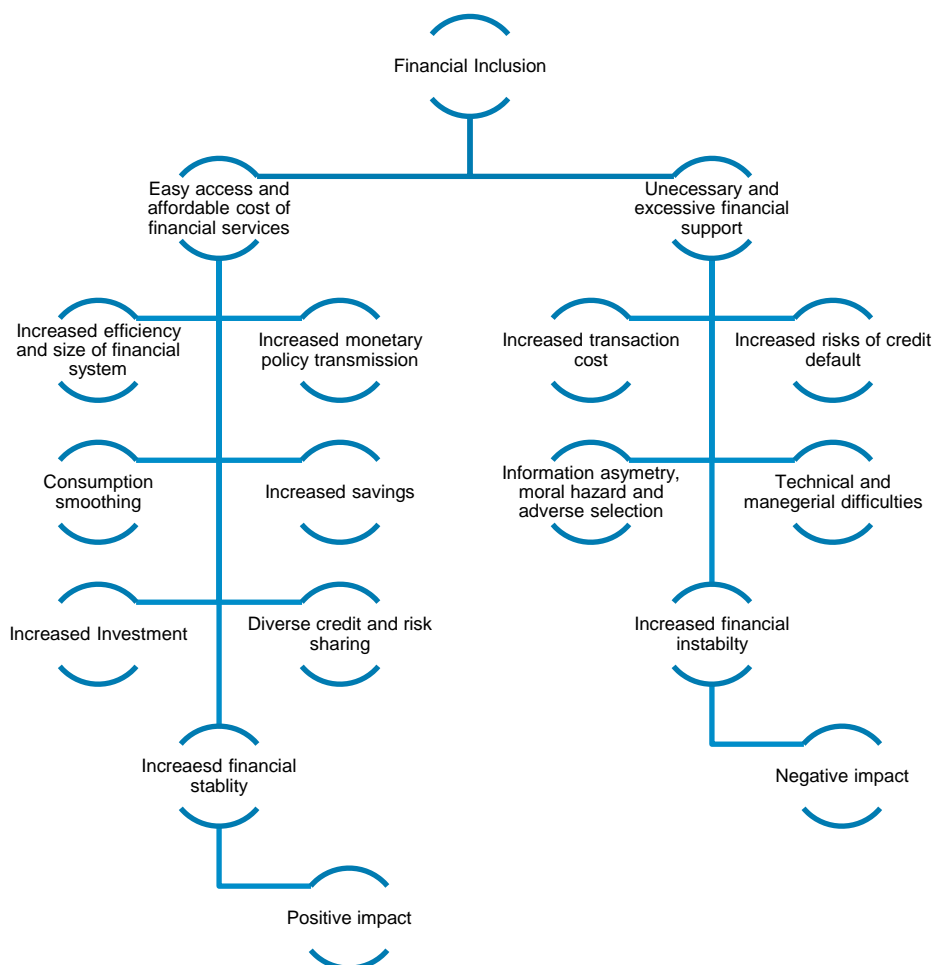 Financial Inclusion
Easy access and
affordable cost of
financial services
Unecessary and
excessive financial
support
Increased efficiency
and size of financial
system
Increased monetary
policy transmission
Increased transaction
cost
Increased risks of credit
default
Consumption
smoothing
Increased savings
Information asymetry,
moral hazard and
adverse selection
Technical and
manegerial difficulties
Increased Investment
Diverse credit and risk
sharing
Increased financial
instabilty
Increaesd financial
stablity
Negative impact
Positive impact